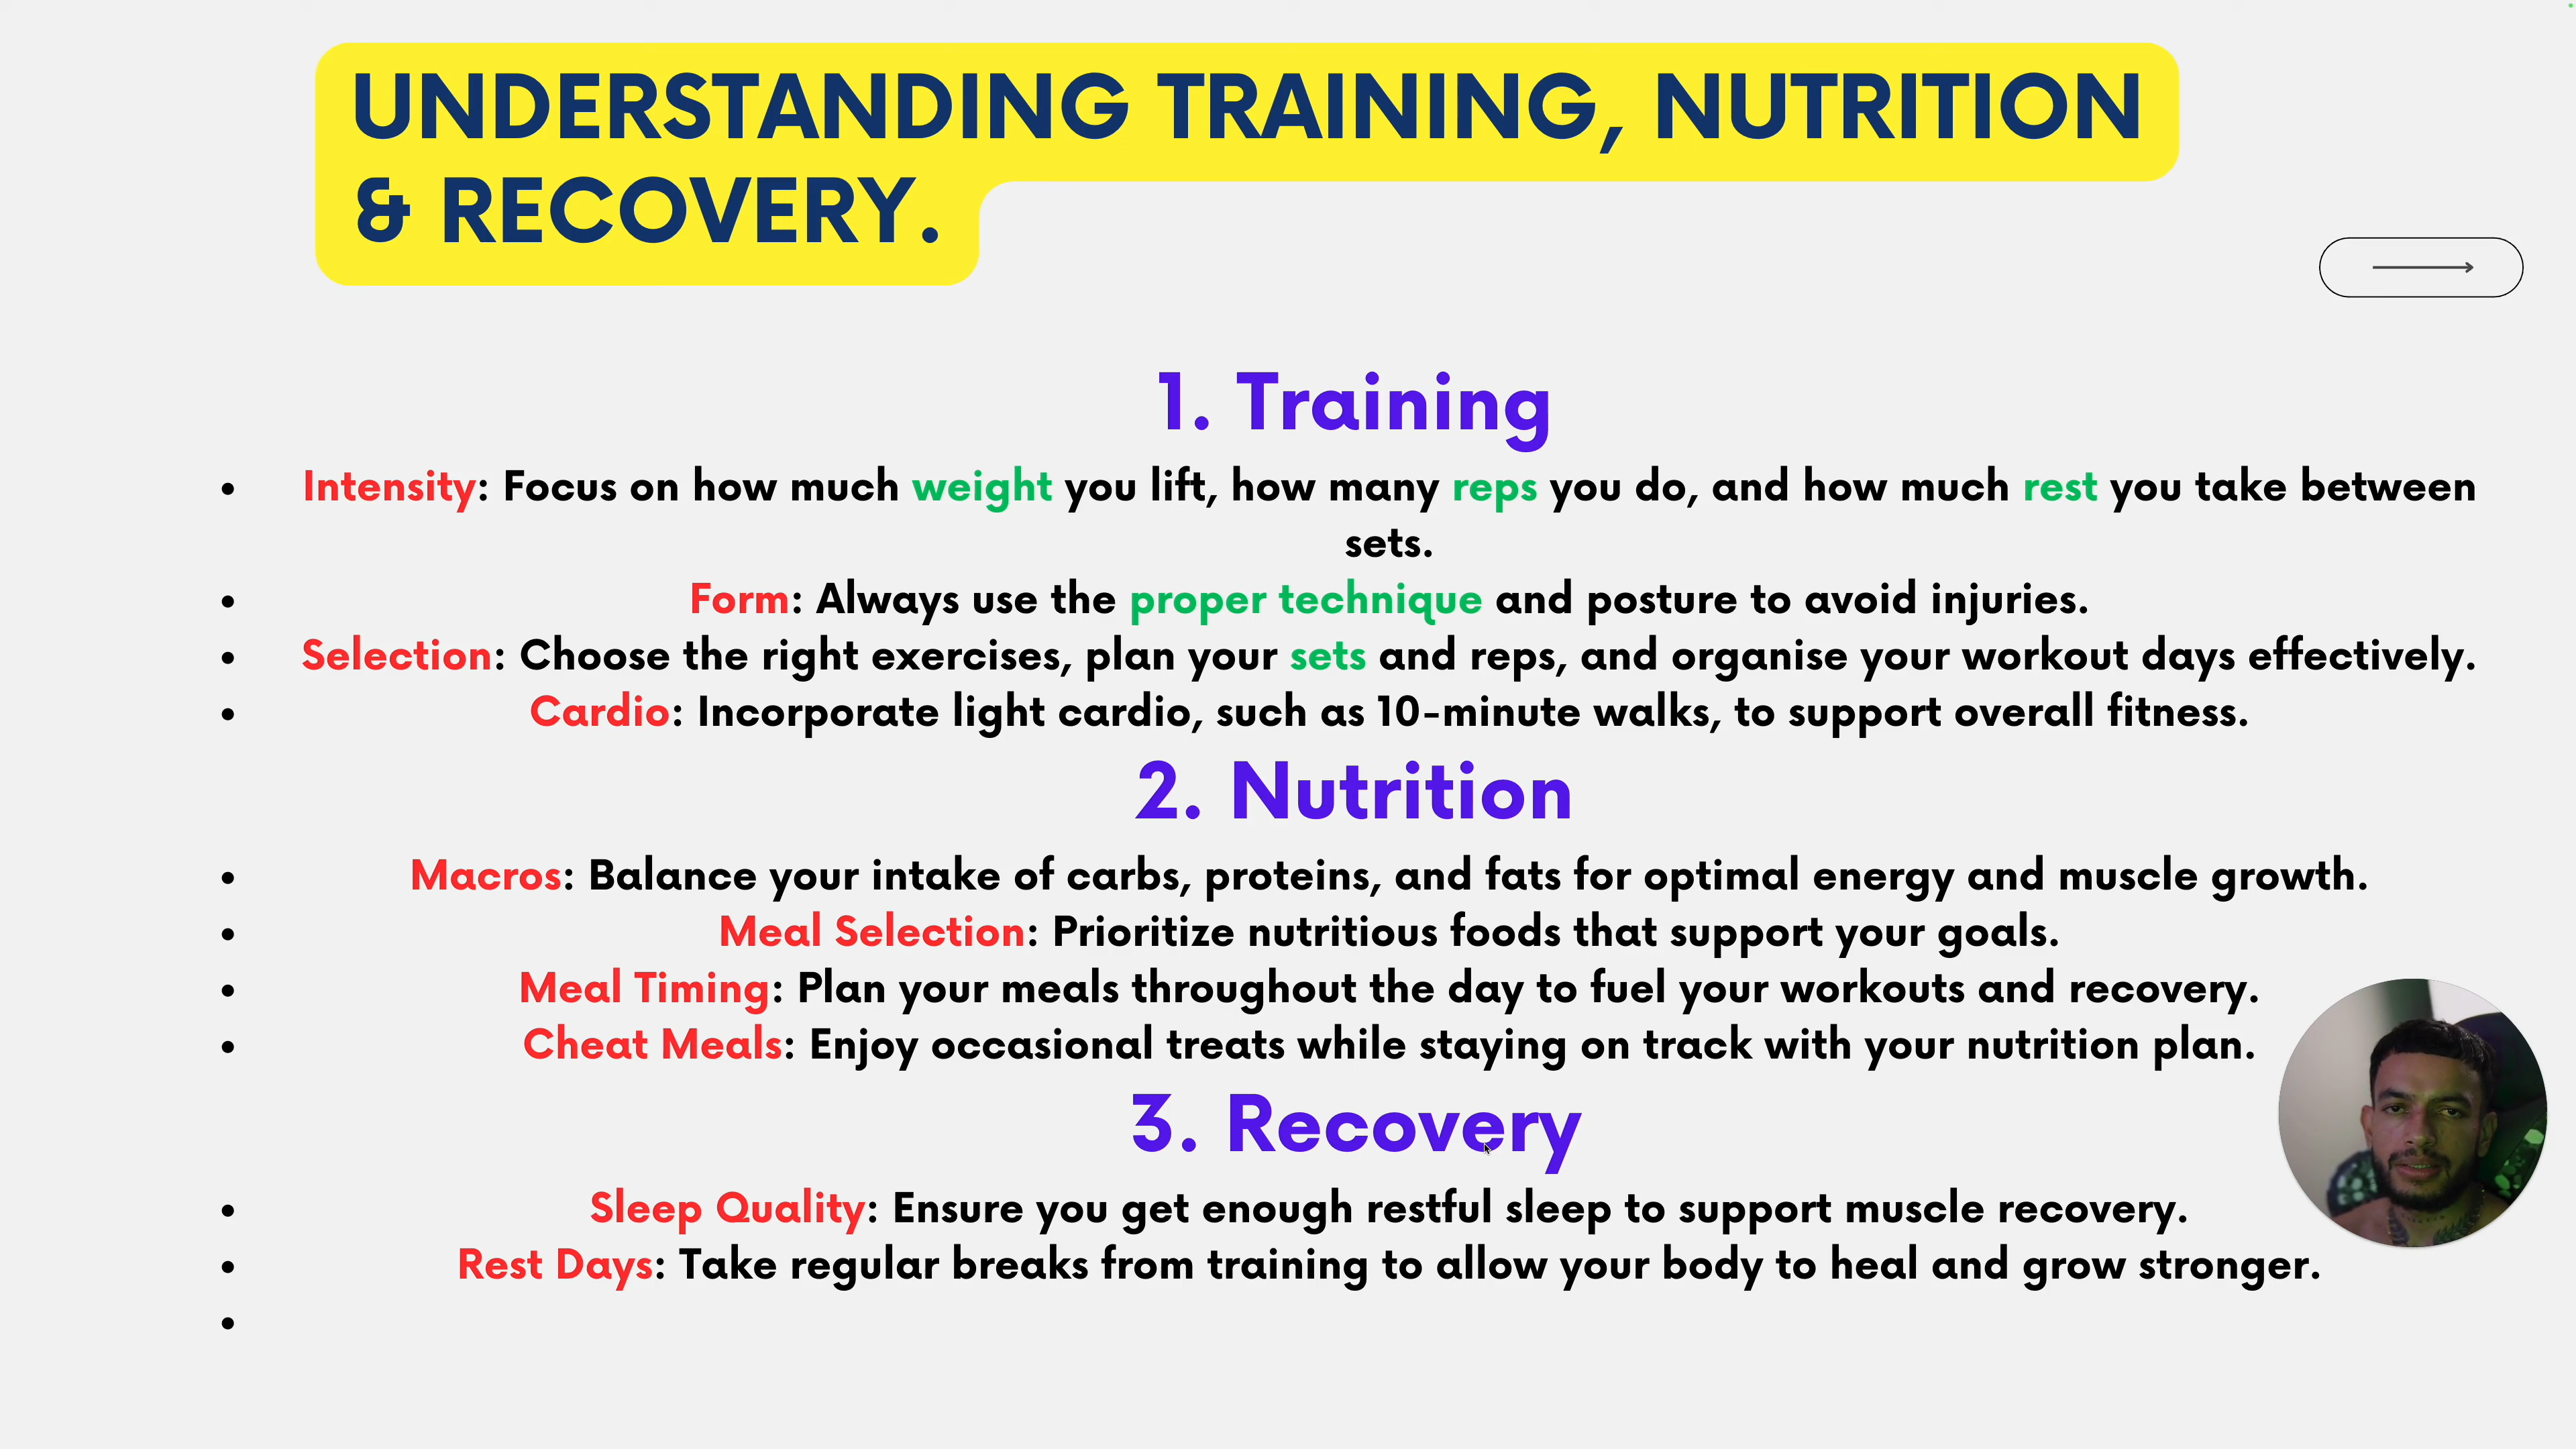 UNDERSTANDING TRAINING, NUTRITION
& RECOVERY.
1. Training
• Intensity: Focus on how much weight you lift, how many reps you do, and how much rest you take between
sets.
• Form: Always use the proper technique and posture to avoid injuries.
• Selection: Choose the right exercises, plan your sets and reps, and organise your workout days effectively.
• Cardio: Incorporate light cardio, such as 10-minute walks, to support overall fitness.
2. Nutrition
• Macros: Balance your intake of carbs, proteins, and fats for optimal energy and muscle growth.
• Meal Selection: Prioritize nutritious foods that support your goals.
• Meal Timing: Plan your meals throughout the day to fuel your workouts and recovery.
• Cheat Meals: Enjoy occasional treats while staying on track with your nutrition plan.
3. Recovery
• Sleep Quality: Ensure you get enough restful sleep to support muscle recovery.
• Rest Days: Take regular breaks from training to allow your body to heal and grow stronger.
•